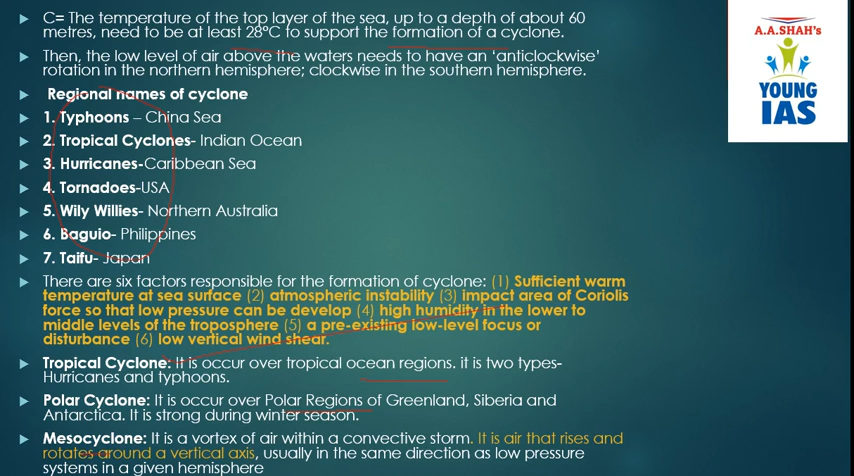 C= The temperature of the top layer of the sea, up to a depth of about 60
metres, need to be at least 28°C to support the formation of a cyclone.
Then, the low level of air above the waters needs to have an ‘anticlockwise’
rotation in the northern hemisphere; clockwise in the southern hemisphere.
Regional names of cyclone
1. Typhoons – China Sea
2. Tropical Cyclones- Indian Ocean
3. Hurricanes-Caribbean Sea
4. Tornadoes-USA
5. Wily Willies- Northern Australia
6. Baguio- Philippines
7. Taifu- Japan
There are six factors responsible for the formation of cyclone: (1) Sufficient warm
temperature at sea surface (2) atmospheric instability (3) impact area of Coriolis
force so that low pressure can be develop (4) high humidity in the lower to
middle levels of the troposphere (5) a pre-existing low-level focus or
disturbance (6) low vertical wind shear.
Tropical Cyclone: It is occur over tropical ocean regions. it is two types-
Hurricanes and typhoons.
Polar Cyclone: It is occur over Polar Regions of Greenland, Siberia and
Antarctica. It is strong during winter season.
Mesocyclone: It is a vortex of air within a convective storm. It is air that rises and
rotates around a vertical axis, usually in the same direction as low pressure
systems in a given hemisphere
A.A.SHAH's
YOUNG
IAS